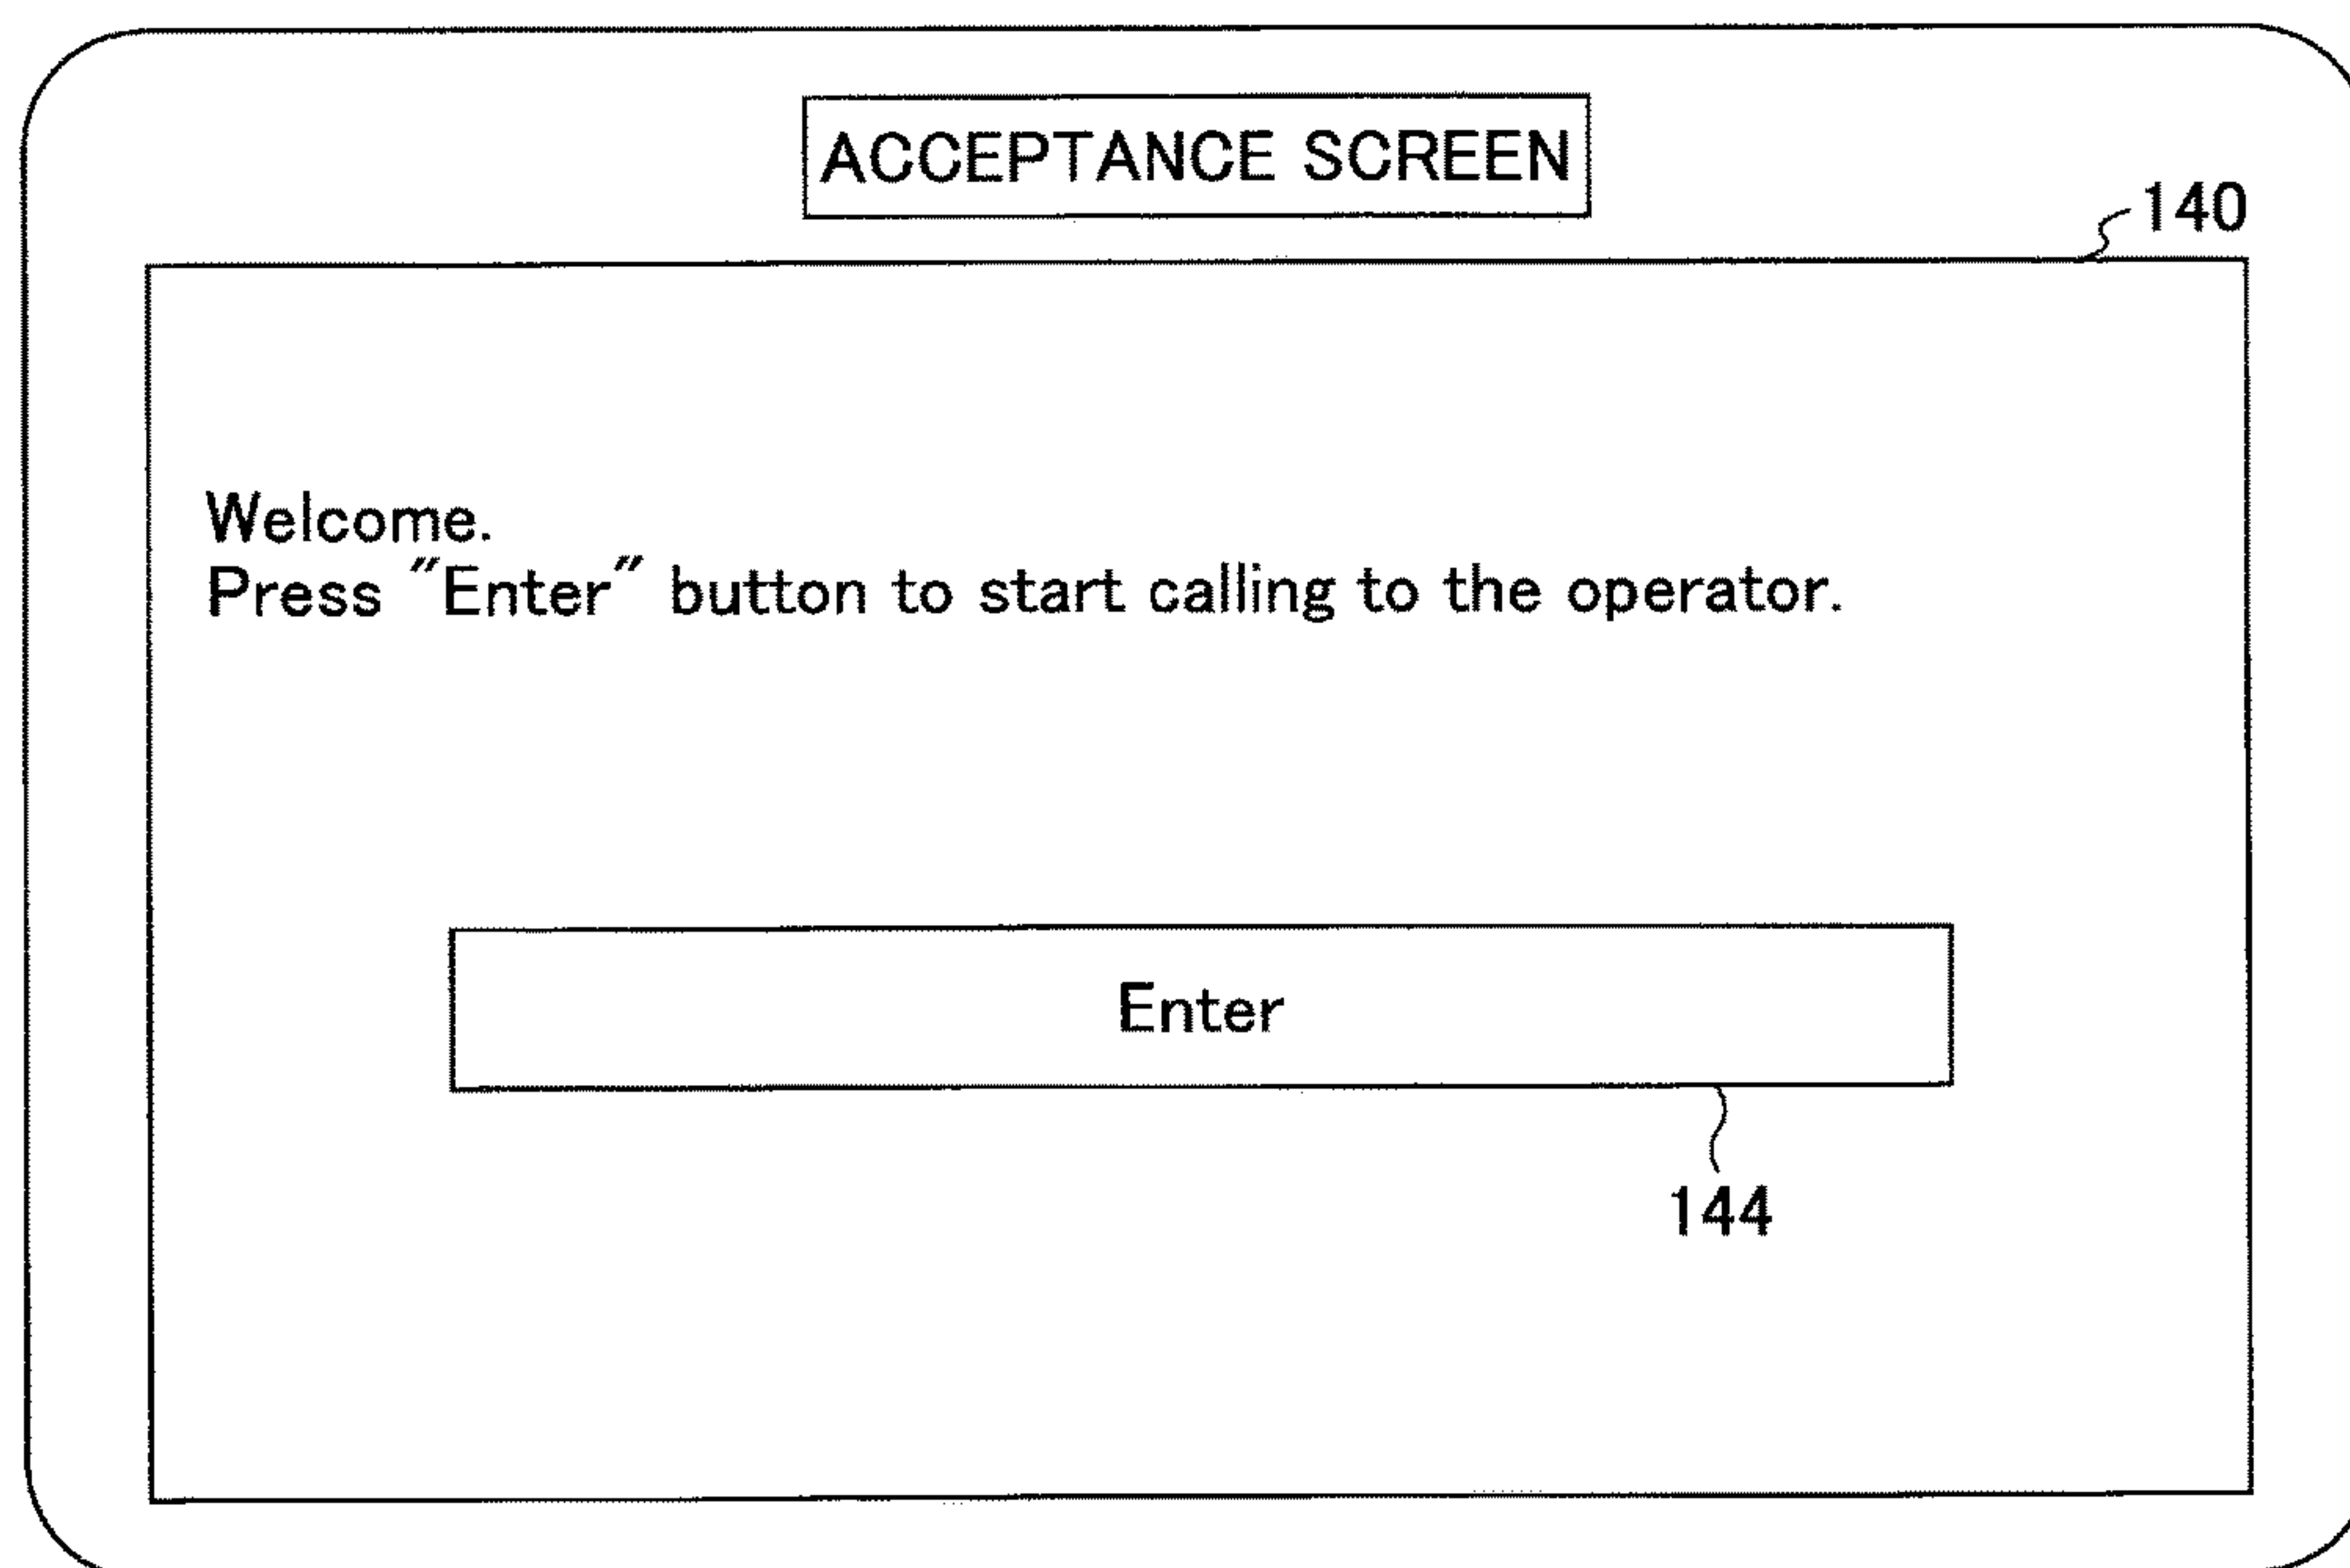 ACCEPTANCE SCREEN
140
Welcome.
Press "Enter" button to start calling to the operator.
Enter
144